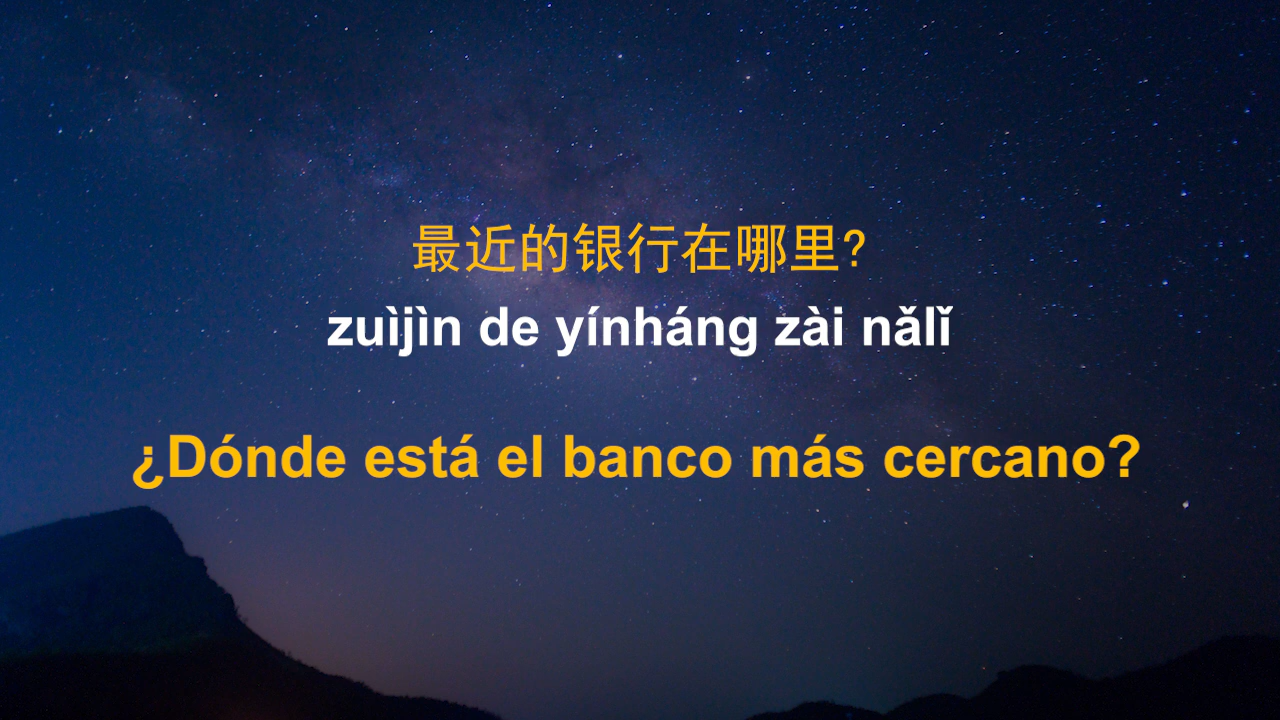 最近的银行在哪里?
zuìjìn de yínháng zài nǎlǐ
¿Dónde está el banco más cercano?